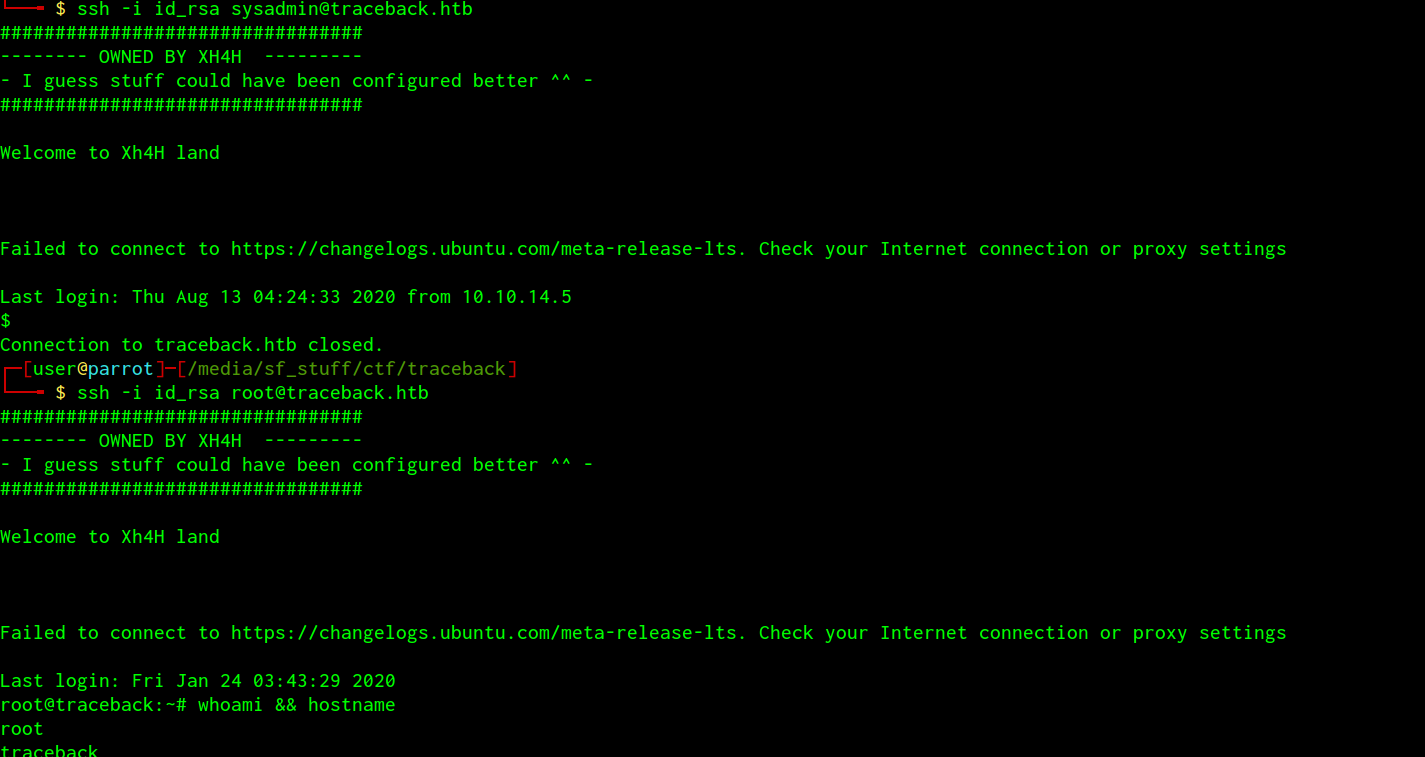 $ ssh -i id_rsa sysadmin@traceback.htb
#################################
-------- OWNED BY XH4H  ---------
- I guess stuff could have been configured better ^^ -
#################################
Welcome to Xh4H land
Failed to connect to https://changelogs.ubuntu.com/meta-release-lts. Check your Internet connection or proxy settings
Last login: Thu Aug 13 04:24:33 2020 from 10.10.14.5
$
Connection to traceback.htb closed.
┌─[user@parrot]─[/media/sf_stuff/ctf/traceback]
└──╼ $ ssh -i id_rsa root@traceback.htb
#################################
-------- OWNED BY XH4H  ---------
- I guess stuff could have been configured better ^^ -
#################################
Welcome to Xh4H land
Failed to connect to https://changelogs.ubuntu.com/meta-release-lts. Check your Internet connection or proxy settings
Last login: Fri Jan 24 03:43:29 2020
root@traceback:~# whoami && hostname
root
traceback